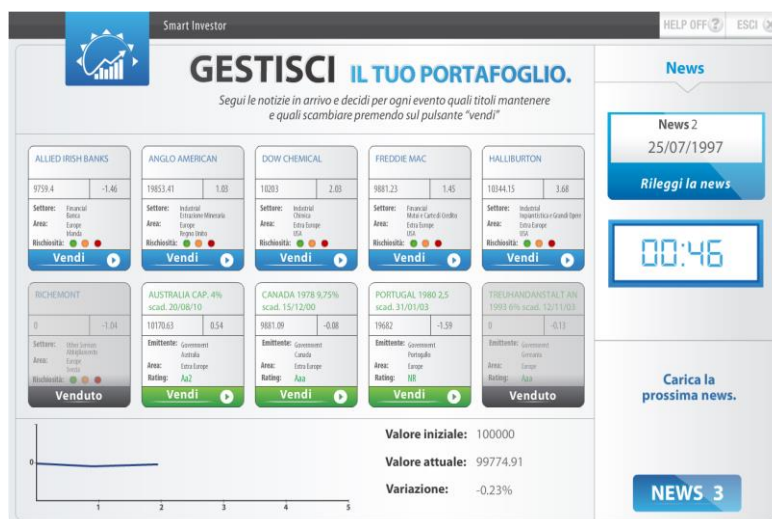 Smart Investor
HELP OFF ?
ESCI
GESTISCI IL TUO PORTAFOGLIO.
Segui le notizie in arrivo e decidi per ogni evento quali titoli mantenere
e quali scambiare premendo sul pulsante “vendi”
News
News 2
25/07/1997
Rileggi la news
00:46
Carica la
prossima news.
NEWS 3
ALLIED IRISH BANKS
9759.4 -1.46
Settore: Financial
Banca
Area: Europe
Irlanda
Rischiosità:
Vendi
ANGLO AMERICAN
19853.41 1.03
Settore: Industrial
Estrazione Mineraria
Area: Europe
Regno Unito
Rischiosità:
Vendi
DOW CHEMICAL
10203 2.03
Settore: Industrial
Chimica
Area: Extra Europe
USA
Rischiosità:
Vendi
FREDDIE MAC
9881.23 1.45
Settore: Financial
Mutui e Carte di Credito
Area: Extra Europe
USA
Rischiosità:
Vendi
HALLIBURTON
10344.15 3.68
Settore: Industrial
Impiantistica e Grandi Opere
Area: Extra Europe
USA
Rischiosità:
Vendi
RICHEMONT
0 -1.04
Settore: Other Services
Abbigliamento
Area: Europe
Rischiosità:
Venduto
AUSTRALIA CAP. 4%
scad. 20/08/10
10170.63 0.54
Emittente: Government
Australia
Area: Extra Europe
Rating: Aa2
Vendi
CANADA 1978 9,75%
scad. 15/12/00
9881.09 -0.08
Emittente: Government
Canada
Area: Extra Europe
Rating: Aaa
Vendi
PORTUGAL 1980 2,5
scad. 31/01/03
19682 -1.59
Emittente: Government
Portogallo
Area: Europe
Rating: NR
Vendi
TREUHANDANSTALT AN
1993 6% scad. 12/11/03
0 -0.13
Emittente: Government
Germania
Area: Europe
Rating: Aaa
Venduto
0
1 2 3 4 5
Valore iniziale: 100000
Valore attuale: 99774.91
Variazione: -0.23%